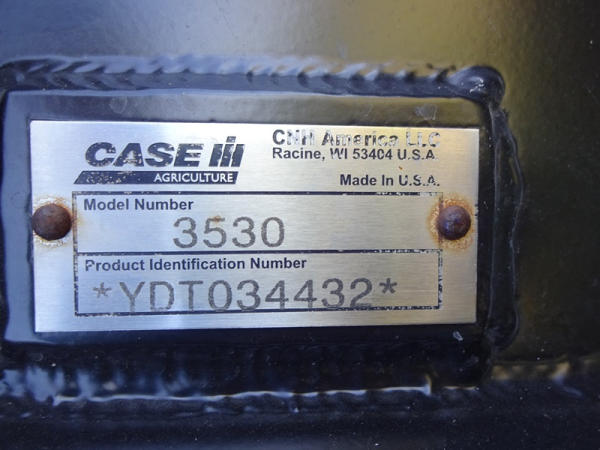 CASE IH
AGRICULTURE
CNH America LLC
Racine, WI 53404 U.S.A.
Made in U.S.A.
Model Number
3530
Product Identification Number
*YDT034432*